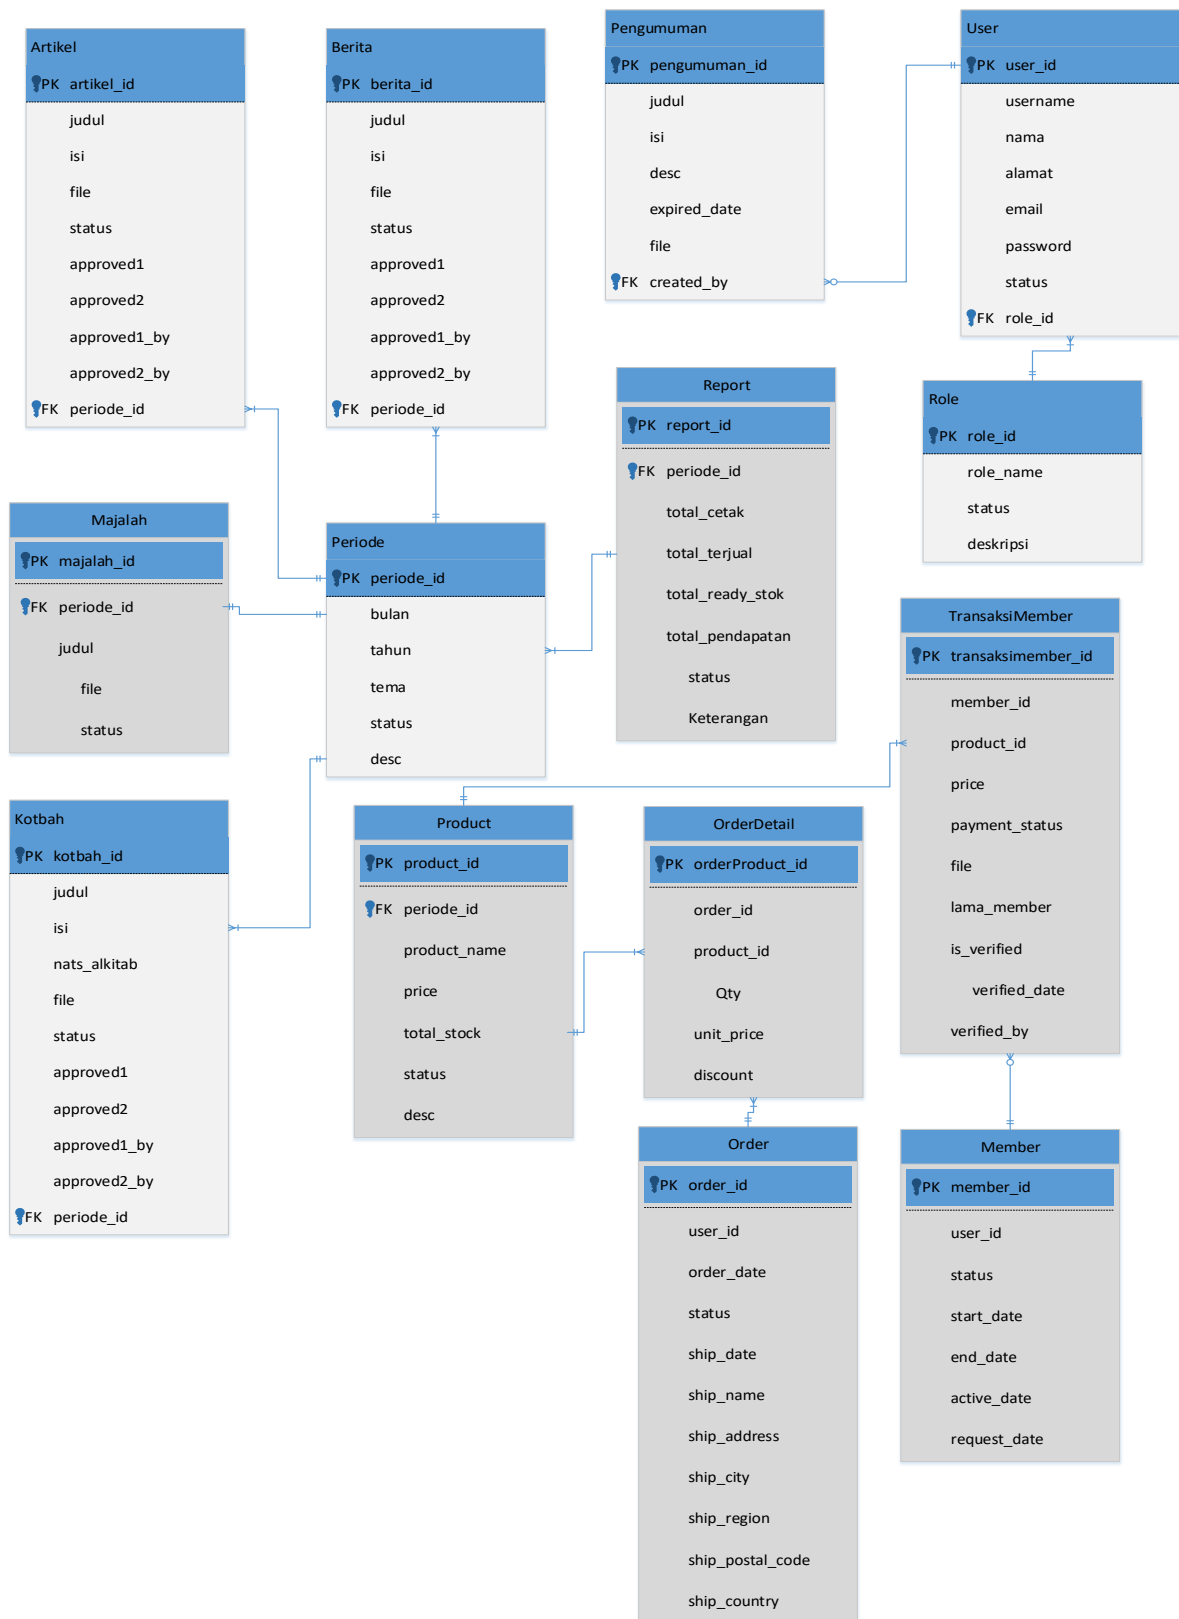 Artikel
PK artikel_id
judul
isi
file
status
approved1
approved2
approved1_by
approved2_by
FK periode_id
Berita
PK berita_id
judul
isi
file
status
approved1
approved2
approved1_by
approved2_by
FK periode_id
Pengumuman
PK pengumuman_id
judul
isi
desc
expired_date
file
FK created_by
User
PK user_id
username
nama
alamat
email
password
status
FK role_id
Report
PK report_id
FK periode_id
total_cetak
total_terjual
total_ready_stok
total_pendapatan
status
Keterangan
Role
PK role_id
role_name
status
deskripsi
Majalah
PK majalah_id
FK periode_id
judul
file
status
Periode
PK periode_id
bulan
tahun
tema
status
desc
TransaksiMember
PK transaksimember_id
member_id
product_id
price
payment_status
file
lama_member
is_verified
verified_date
verified_by
Kotbah
PK kotbah_id
judul
isi
nats_alkitab
file
status
approved1
approved2
approved1_by
approved2_by
FK periode_id
Product
PK product_id
FK periode_id
product_name
price
total_stock
status
desc
OrderDetail
PK orderProduct_id
order_id
product_id
Qty
unit_price
discount
Order
PK order_id
user_id
order_date
status
ship_date
ship_name
ship_address
ship_city
ship_region
ship_postal_code
ship_country
Member
PK member_id
user_id
status
start_date
end_date
active_date
request_date